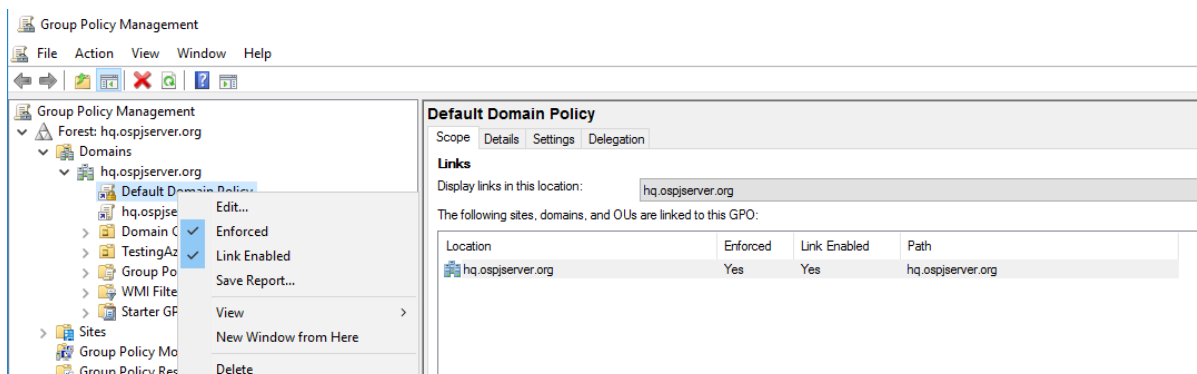 Group Policy Management
File Action View Window Help
Group Policy Management
Forest: hq.ospjserver.org
Domains
hq.ospjserver.org
Default Domain Policy
hq.ospjse
Domain C
TestingAz
Group Po
WMI Filte
Starter GP
Sites
Group Policy Mo
Group Policy Res
Edit...
Enforced
Link Enabled
Save Report...
View
New Window from Here
Delete
Default Domain Policy
Scope Details Settings Delegation
Links
Display links in this location: hq.ospjserver.org
The following sites, domains, and OUs are linked to this GPO:
Location Enforced Link Enabled Path
hq.ospjserver.org Yes Yes hq.ospjserver.org